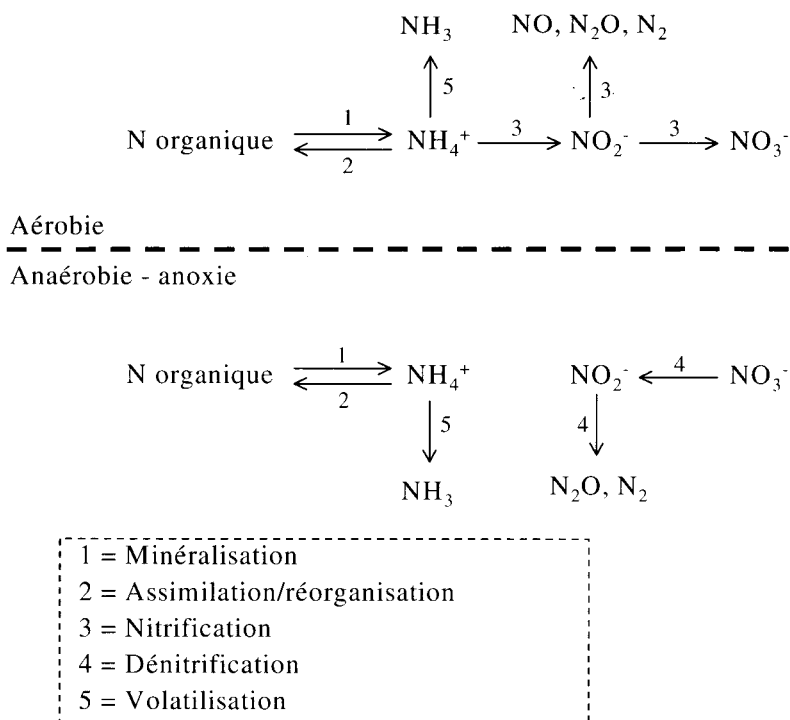 NH₃ NO, N₂O, N₂
5 3
1
N organique NH₄⁺ 3 NO₂⁻ 3 NO₃⁻
2
Aérobie
Anaérobie - anoxie
1
N organique NH₄⁺ NO₂⁻ 4 NO₃⁻
2
5 4
NH₃ N₂O, N₂
1 = Minéralisation
2 = Assimilation/réorganisation
3 = Nitrification
4 = Dénitrification
5 = Volatilisation